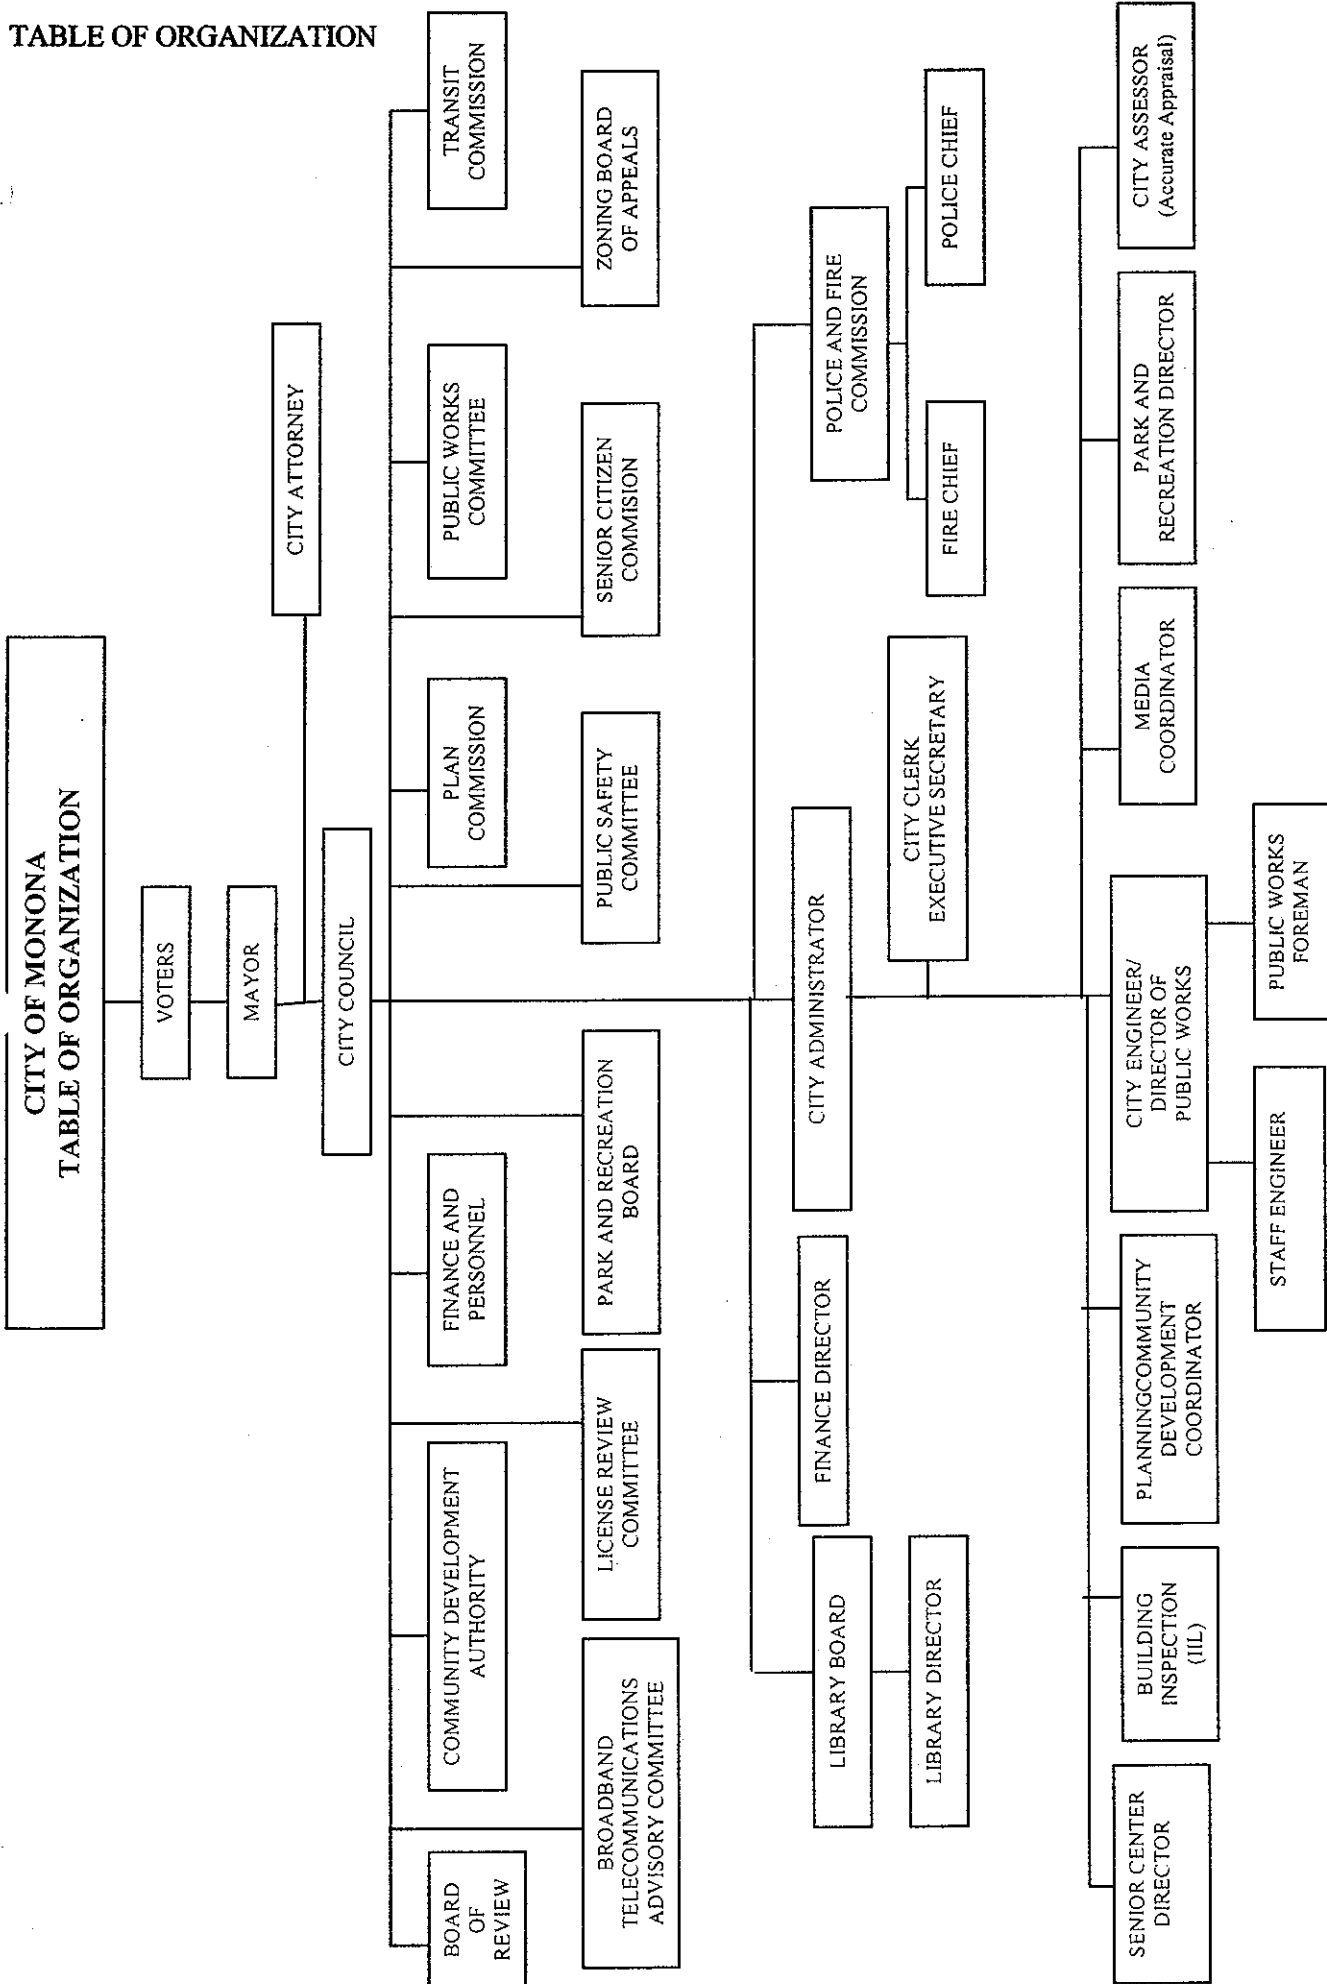 TABLE OF ORGANIZATION
CITY OF MONONA
TABLE OF ORGANIZATION
VOTERS
MAYOR
CITY ATTORNEY
CITY COUNCIL
BOARD
OF
REVIEW
COMMUNITY DEVELOPMENT
AUTHORITY
FINANCE AND
PERSONNEL
PLAN
COMMISSION
PUBLIC WORKS
COMMITTEE
TRANSIT
COMMISSION
BROADBAND
TELECOMMUNICATIONS
ADVISORY COMMITTEE
LICENSE REVIEW
COMMITTEE
PARK AND RECREATION
BOARD
PUBLIC SAFETY
COMMITTEE
SENIOR CITIZEN
COMMISION
ZONING BOARD
OF APPEALS
LIBRARY BOARD
FINANCE DIRECTOR
CITY ADMINISTRATOR
POLICE AND FIRE
COMMISSION
LIBRARY DIRECTOR
CITY CLERK
EXECUTIVE SECRETARY
FIRE CHIEF
POLICE CHIEF
SENIOR CENTER
DIRECTOR
BUILDING
INSPECTION
(IIL)
PLANNINGCOMMUNITY
DEVELOPMENT
COORDINATOR
CITY ENGINEER/
DIRECTOR OF
PUBLIC WORKS
MEDIA
COORDINATOR
PARK AND
RECREATION DIRECTOR
CITY ASSESSOR
(Accurate Appraisal)
STAFF ENGINEER
PUBLIC WORKS
FOREMAN